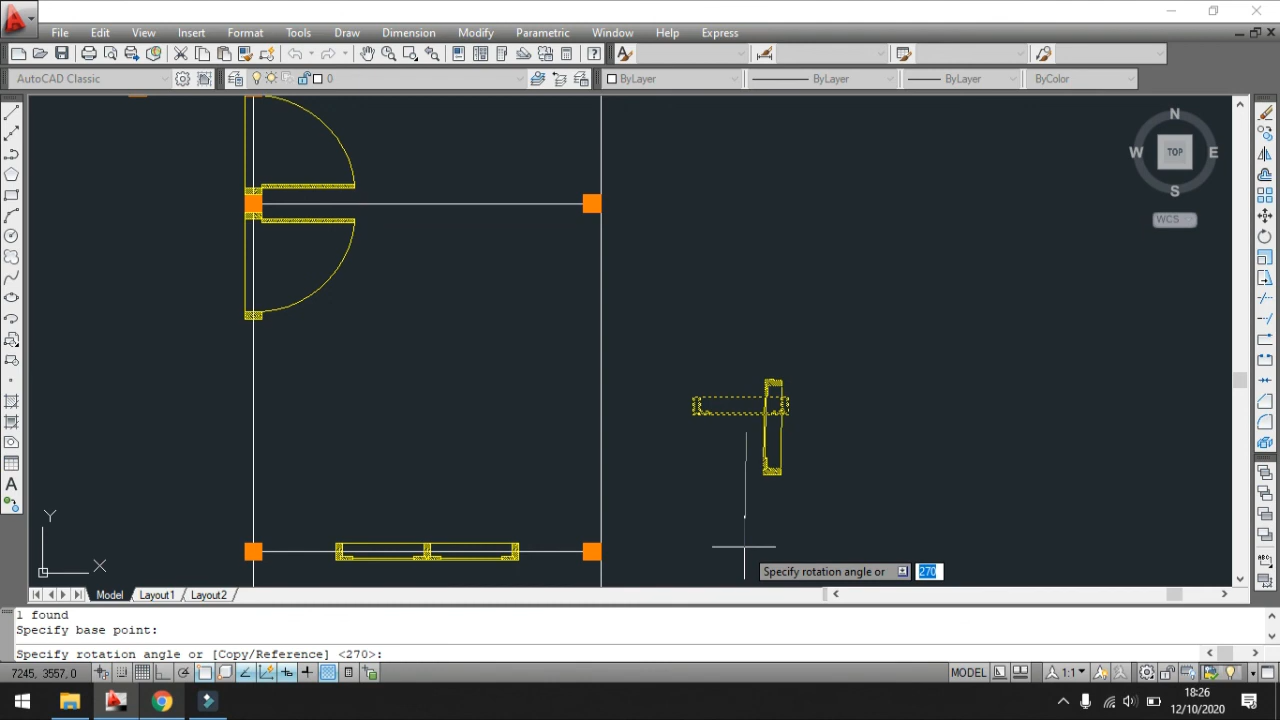 File Edit View Insert Format Tools Draw Dimension Modify Parametric Window Help Express
AutoCAD Classic 0 ByLayer ByLayer ByLayer ByColor
N
W TOP E
S
WCS
Y
X
Specify rotation angle or 270
Model Layout1 Layout2
1 found
Specify base point:
Specify rotation angle or [Copy/Reference] <270>:
7245, 3557, 0 MODEL 1:1
A
18:26
12/10/2020